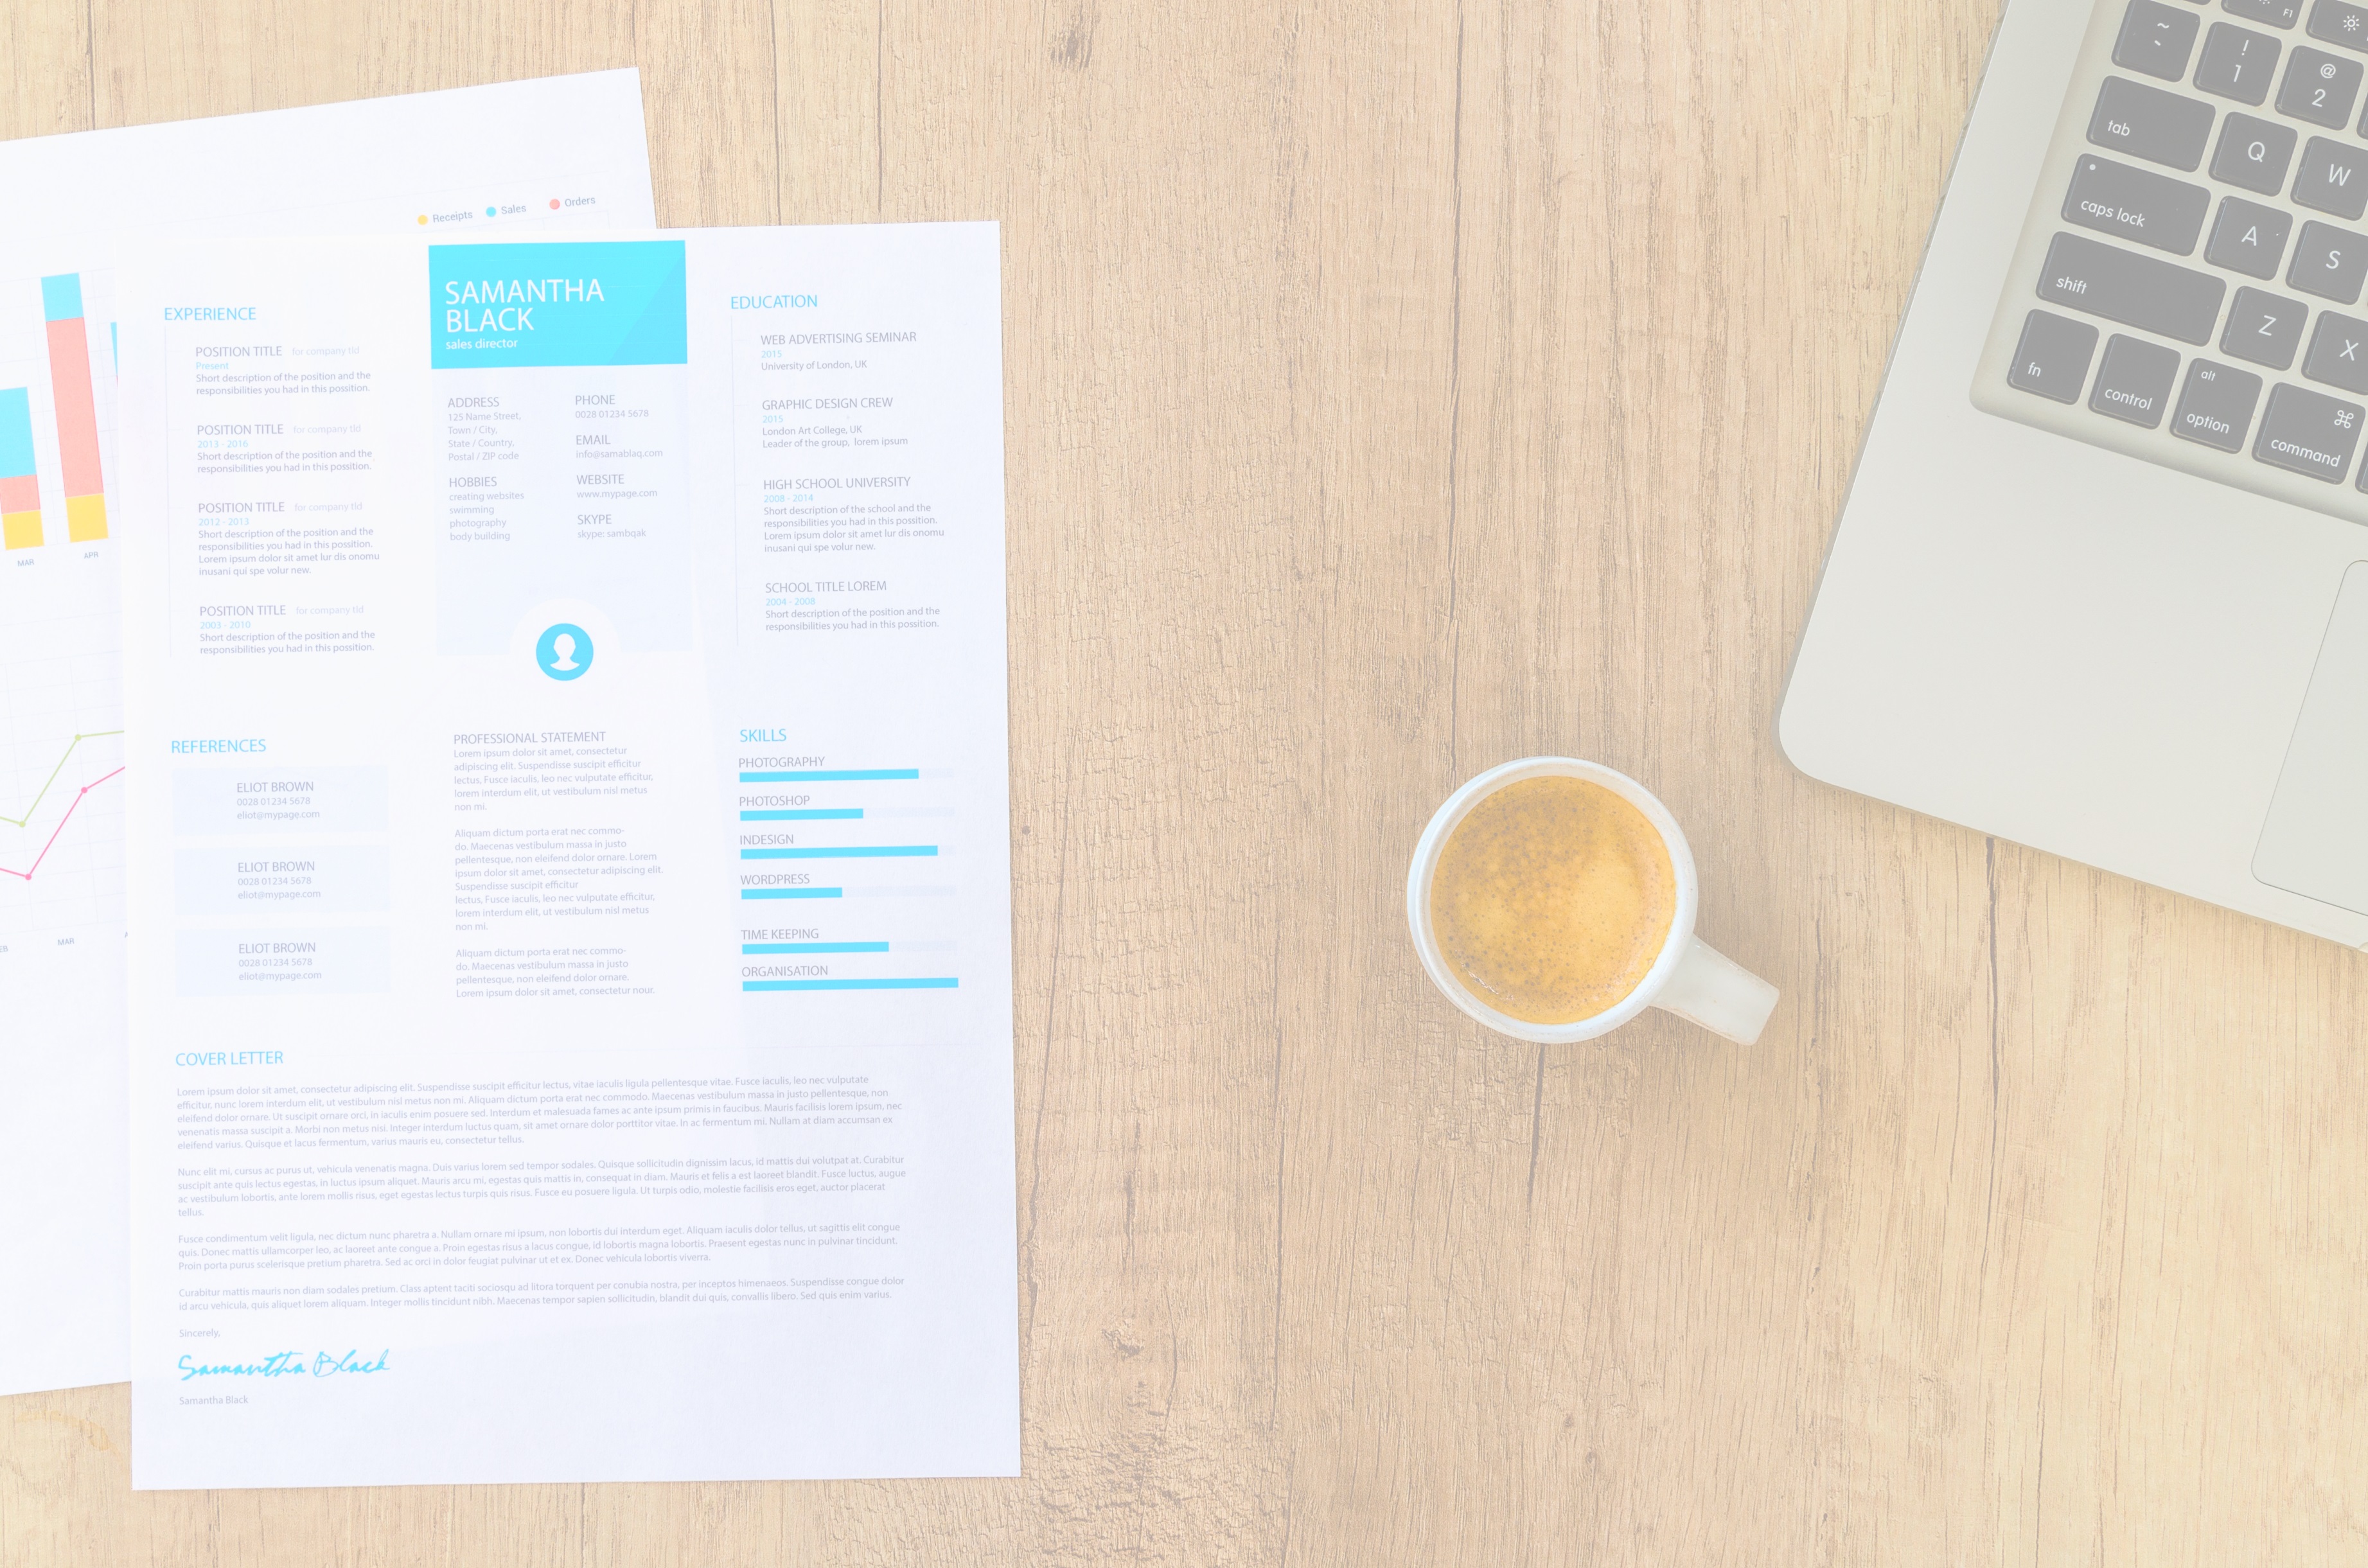 Receipts Sales Orders
MAR
APR
EB
MAR
SAMANTHA
BLACK
sales director
EXPERIENCE
POSITION TITLE for company tld
Present
Short description of the position and the
responsibilities you had in this possition.
POSITION TITLE for company tld
2013 - 2016
Short description of the position and the
responsibilities you had in this possition.
POSITION TITLE for company tld
2012 - 2013
Short description of the position and the
responsibilities you had in this possition.
Lorem ipsum dolor sit amet lur dis onomu
inusani qui spe volur new.
POSITION TITLE for company tld
2003 - 2010
Short description of the position and the
responsibilities you had in this possition.
ADDRESS
125 Name Street,
Town / City,
State / Country,
Postal / ZIP code
HOBBIES
creating websites
swimming
photography
body building
PHONE
0028 01234 5678
EMAIL
info@samablaq.com
WEBSITE
www.mypage.com
SKYPE
skype: sambqak
EDUCATION
WEB ADVERTISING SEMINAR
2015
University of London, UK
GRAPHIC DESIGN CREW
2015
London Art College, UK
Leader of the group, lorem ipsum
HIGH SCHOOL UNIVERSITY
2008 - 2014
Short description of the school and the
responsibilities you had in this possition.
Lorem ipsum dolor sit amet lur dis onomu
inusani qui spe volur new.
SCHOOL TITLE LOREM
2004 - 2008
Short description of the position and the
responsibilities you had in this possition.
REFERENCES
ELIOT BROWN
0028 01234 5678
eliot@mypage.com
ELIOT BROWN
0028 01234 5678
eliot@mypage.com
ELIOT BROWN
0028 01234 5678
eliot@mypage.com
PROFESSIONAL STATEMENT
Lorem ipsum dolor sit amet, consectetur
adipiscing elit. Suspendisse suscipit efficitur
lectus, Fusce iaculis, leo nec vulputate efficitur,
lorem interdum elit, ut vestibulum nisl metus
non mi.
Aliquam dictum porta erat nec commo-
do. Maecenas vestibulum massa in justo
pellentesque, non eleifend dolor ornare. Lorem
ipsum dolor sit amet, consectetur adipiscing elit.
Suspendisse suscipit efficitur
lectus, Fusce iaculis, leo nec vulputate efficitur,
lorem interdum elit, ut vestibulum nisl metus
non mi.
Aliquam dictum porta erat nec commo-
do. Maecenas vestibulum massa in justo
pellentesque, non eleifend dolor ornare.
Lorem ipsum dolor sit amet, consectetur nour.
SKILLS
PHOTOGRAPHY
PHOTOSHOP
INDESIGN
WORDPRESS
TIME KEEPING
ORGANISATION
COVER LETTER
Lorem ipsum dolor sit amet, consectetur adipiscing elit. Suspendisse suscipit efficitur lectus, vitae iaculis ligula pellentesque vitae. Fusce iaculis, leo nec vulputate
efficitur, nunc lorem interdum elit, ut vestibulum nisl metus non mi. Aliquam dictum porta erat nec commodo. Maecenas vestibulum massa in justo pellentesque, non
eleifend dolor ornare. Ut suscipit ornare orci, in iaculis enim posuere sed. Interdum et malesuada fames ac ante ipsum primis in faucibus. Mauris facilisis lorem ipsum, nec
venenatis massa suscipit a. Morbi non metus nisi. Integer interdum luctus quam, sit amet ornare dolor porttitor vitae. In ac fermentum mi. Nullam at diam accumsan ex
eleifend varius. Quisque et lacus fermentum, varius mauris eu, consectetur tellus.
Nunc elit mi, cursus ac purus ut, vehicula venenatis magna. Duis varius lorem sed tempor sodales. Quisque sollicitudin dignissim lacus, id mattis dui volutpat at. Curabitur
suscipit ante quis lectus egestas, in luctus ipsum aliquet. Mauris arcu mi, egestas quis mattis in, consequat in diam. Mauris et felis a est laoreet blandit. Fusce luctus, augue
ac vestibulum lobortis, ante lorem mollis risus, eget egestas lectus turpis quis risus. Fusce eu posuere ligula. Ut turpis odio, molestie facilisis eros eget, auctor placerat
tellus.
Fusce condimentum velit ligula, nec dictum nunc pharetra a. Nullam ornare mi ipsum, non lobortis dui interdum eget. Aliquam iaculis dolor tellus, ut sagittis elit congue
quis. Donec mattis ullamcorper leo, ac laoreet ante congue a. Proin egestas risus a lacus congue, id lobortis magna lobortis. Praesent egestas nunc in pulvinar tincidunt.
Proin porta purus scelerisque pretium pharetra. Sed ac orci in dolor feugiat pulvinar ut et ex. Donec vehicula lobortis viverra.
Curabitur mattis mauris non diam sodales pretium. Class aptent taciti sociosqu ad litora torquent per conubia nostra, per inceptos himenaeos. Suspendisse congue dolor
id arcu vehicula, quis aliquet lorem aliquam. Integer mollis tincidunt nibh. Maecenas tempor sapien sollicitudin, blandit dui quis, convallis libero. Sed quis enim varius.
Sincerely,
Samantha Black
Samantha Black
F1
~ ! @
\` 1 2
tab Q W
caps lock A S
shift Z X
fn control alt option ⌘ command